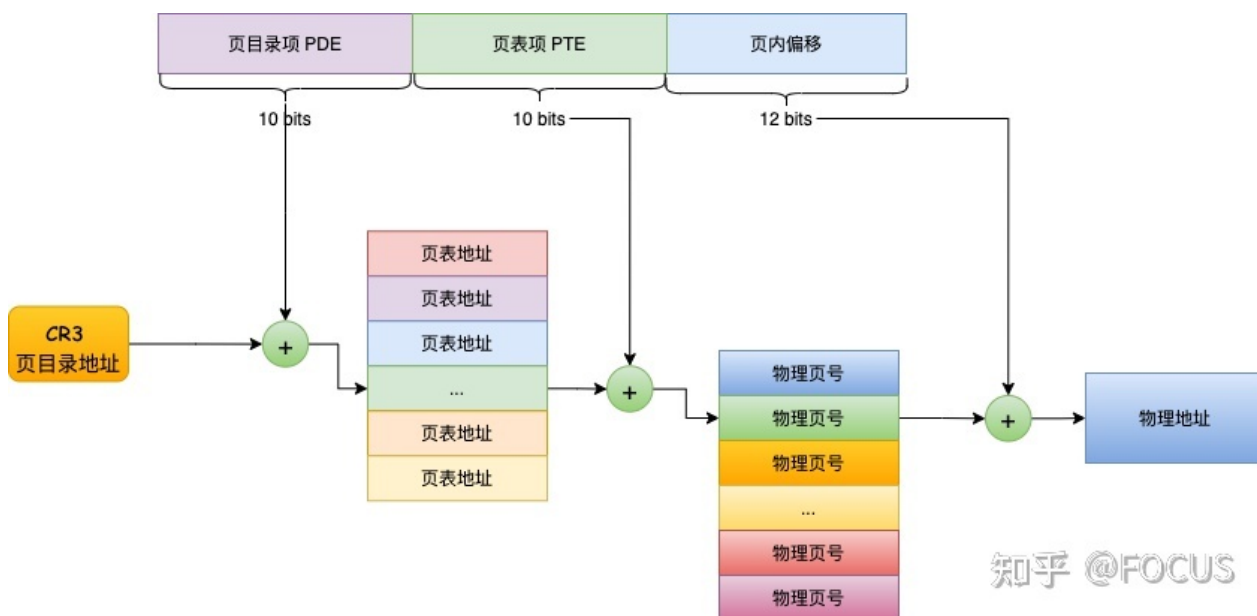 页目录项 PDE
页表项 PTE
页内偏移
10 bits
10 bits
12 bits
页表地址
页表地址
页表地址
...
页表地址
页表地址
CR3
页目录地址
+
+
+
物理页号
物理页号
物理页号
...
物理页号
物理页号
物理地址
知乎 @FOCUS